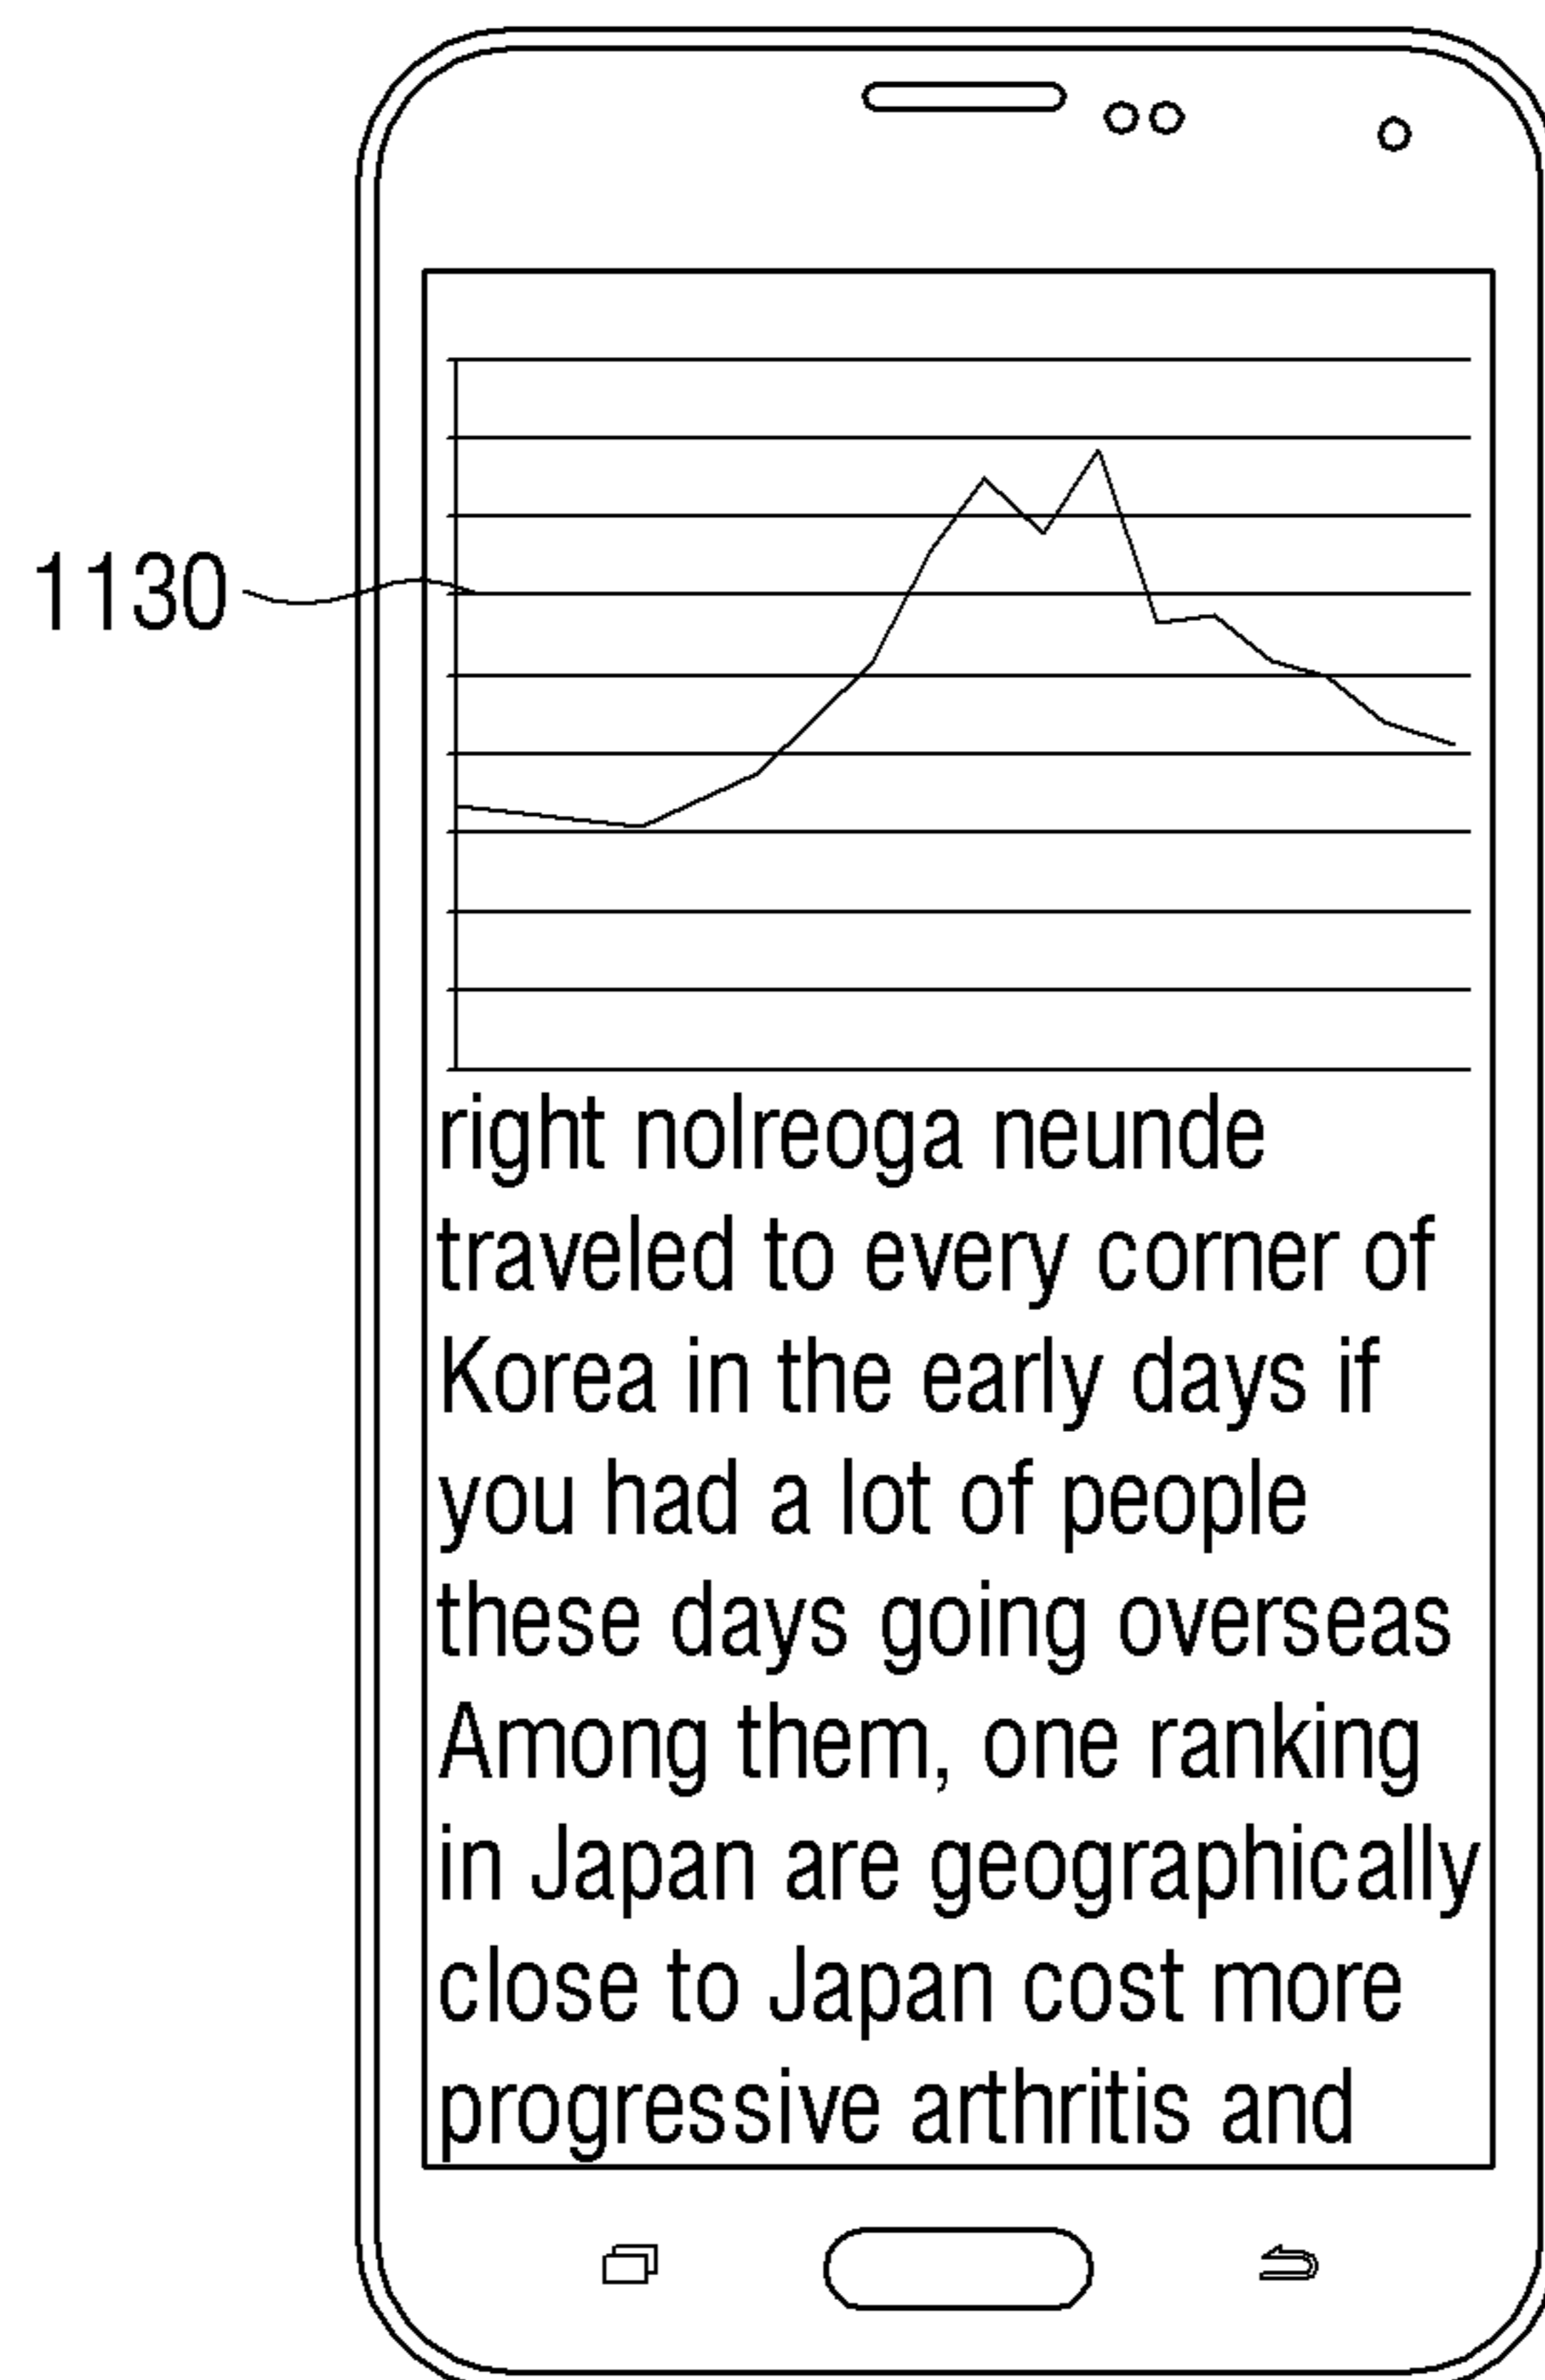 1130
right nolreoga neunde
traveled to every corner of
Korea in the early days if
you had a lot of people
these days going overseas
Among them, one ranking
in Japan are geographically
close to Japan cost more
progressive arthritis and